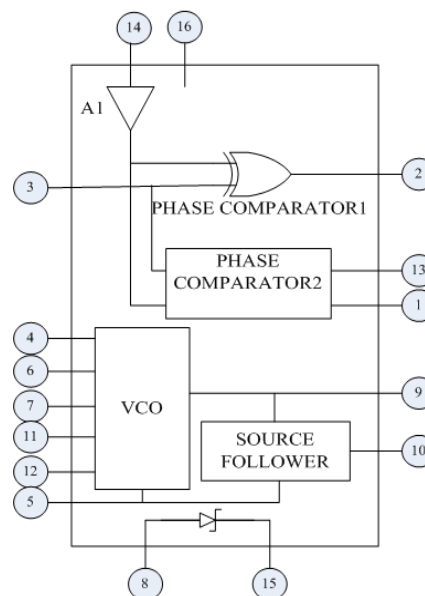 14
16
A1
3
2
PHASE COMPARATOR1
PHASE
COMPARATOR2
13
1
4
6
7
11
12
5
VCO
9
SOURCE
FOLLOWER
10
8
15